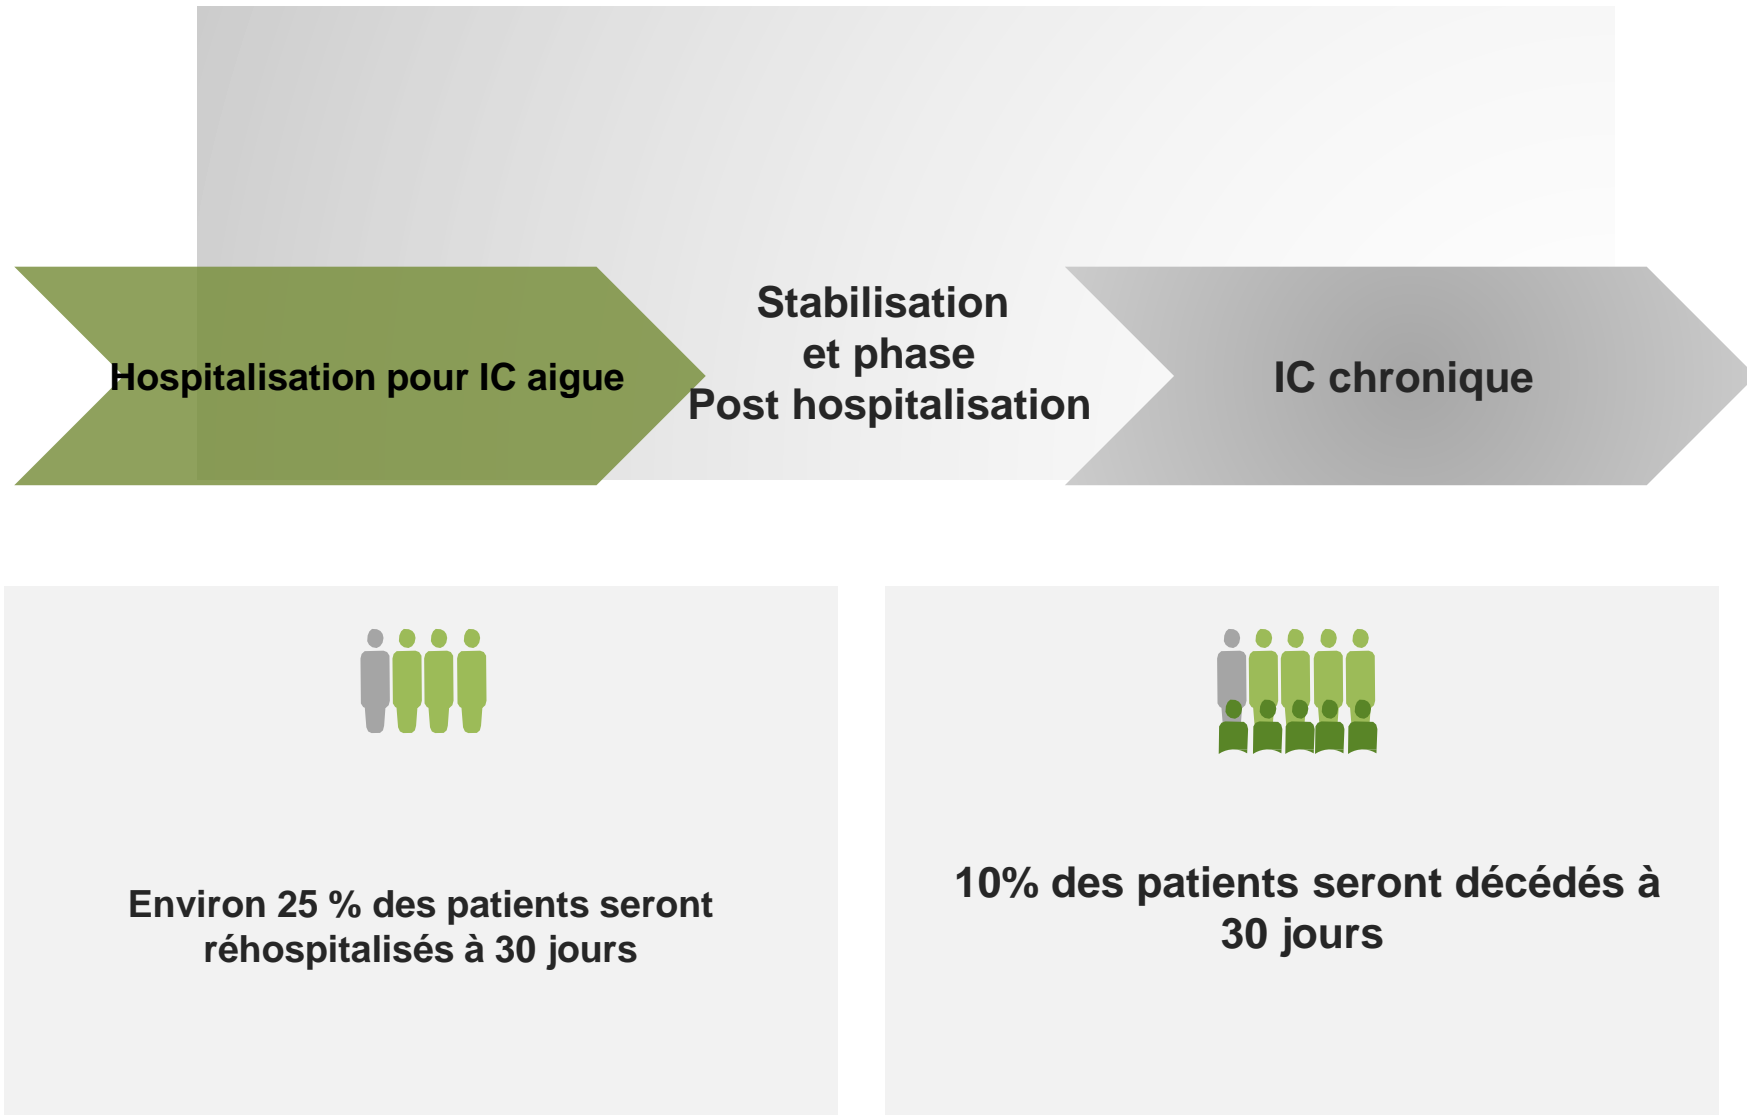 Hospitalisation pour IC aigue
Stabilisation
et phase
Post hospitalisation
IC chronique
Environ 25 % des patients seront
réhospitalisés à 30 jours
10% des patients seront décédés à
30 jours